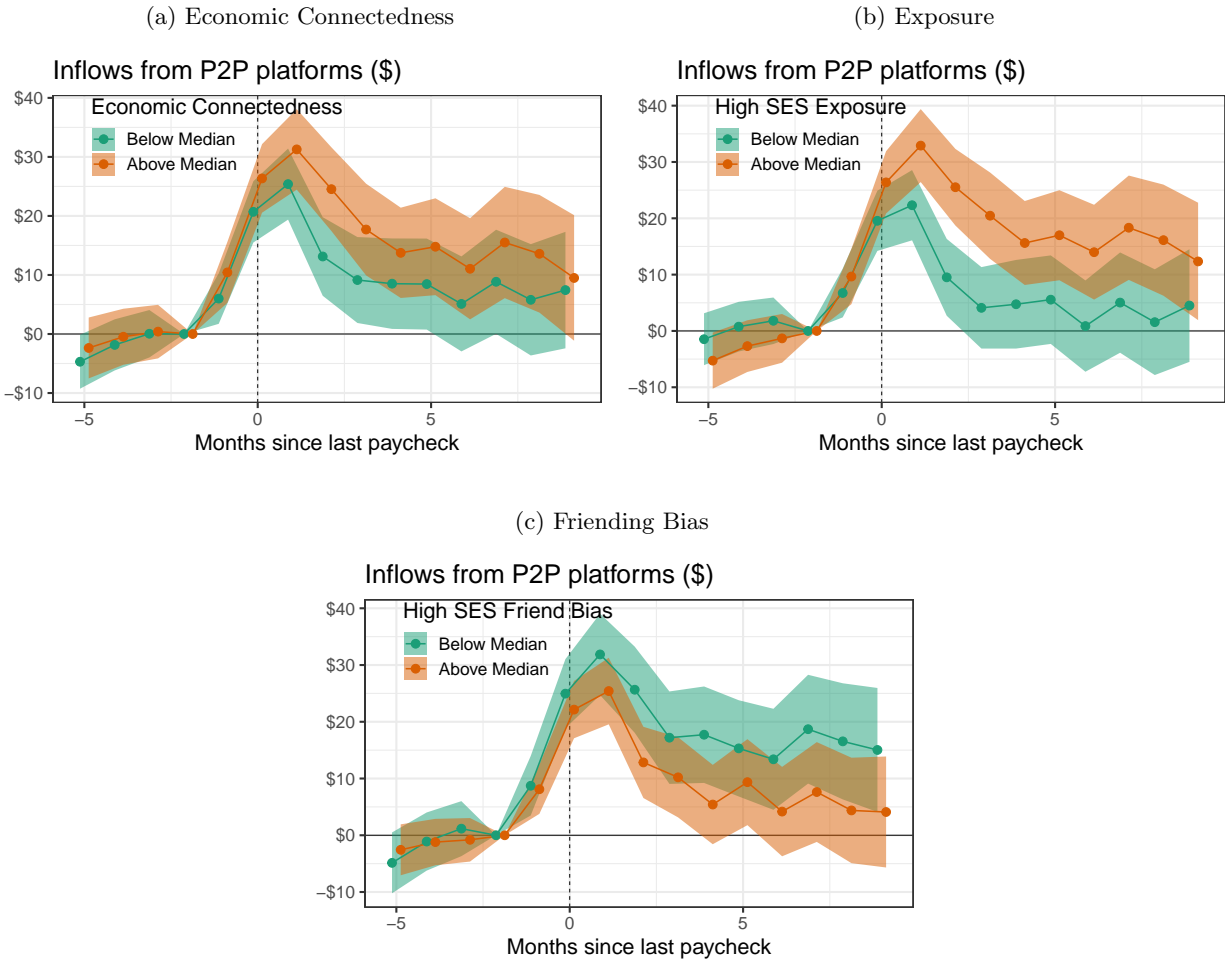 (a) Economic Connectedness
Inflows from P2P platforms ($)
Economic Connectedness
Below Median
Above Median
$40
$30
$20
$10
$0
−$10
−5
0
5
Months since last paycheck
(b) Exposure
Inflows from P2P platforms ($)
High SES Exposure
Below Median
Above Median
$40
$30
$20
$10
$0
−$10
−5
0
5
Months since last paycheck
(c) Friending Bias
Inflows from P2P platforms ($)
High SES Friend Bias
Below Median
Above Median
$40
$30
$20
$10
$0
−$10
−5
0
5
Months since last paycheck